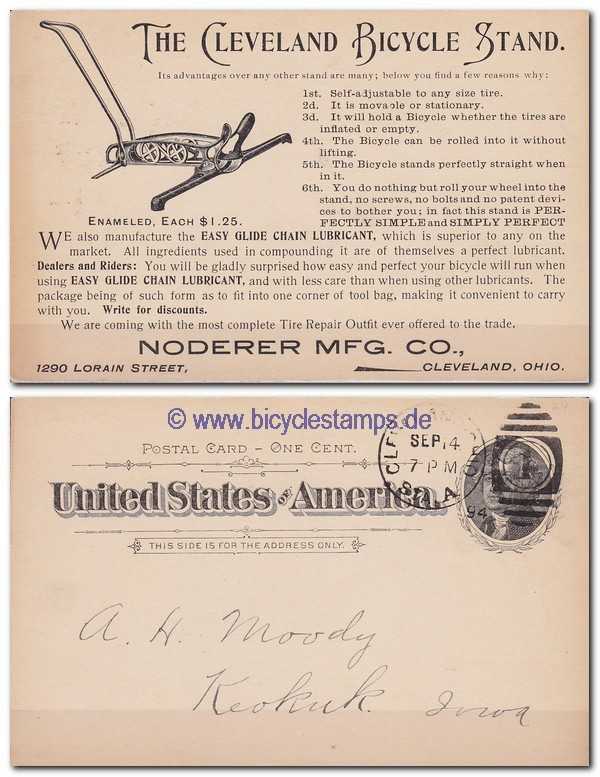 THE CLEVELAND BICYCLE STAND.
Its advantages over any other stand are many; below you find a few reasons why:
1st. Self-adjustable to any size tire.
2d. It is movable or stationary.
3d. It will hold a Bicycle whether the tires are
inflated or empty.
4th. The Bicycle can be rolled into it without
lifting.
5th. The Bicycle stands perfectly straight when
in it.
6th. You do nothing but roll your wheel into the
stand, no screws, no bolts and no patent devi-
ces to bother you; in fact this stand is PER-
FECTLY SIMPLE and SIMPLY PERFECT
ENAMELED, EACH $1.25.
WE also manufacture the EASY GLIDE CHAIN LUBRICANT, which is superior to any on the
market. All ingredients used in compounding it are of themselves a perfect lubricant.
Dealers and Riders: You will be gladly surprised how easy and perfect your bicycle will run when
using EASY GLIDE CHAIN LUBRICANT, and with less care than when using other lubricants. The
package being of such form as to fit into one corner of tool bag, making it convenient to carry
with you. Write for discounts.
We are coming with the most complete Tire Repair Outfit ever offered to the trade.
NODERER MFG. CO.,
1290 LORAIN STREET, CLEVELAND, OHIO.
© www.bicyclestamps.de
POSTAL CARD - ONE CENT.
SEP 14
7 PM
94
1
United States of America
THIS SIDE IS FOR THE ADDRESS ONLY.
A. H. Moody
Keokuk. Iowa